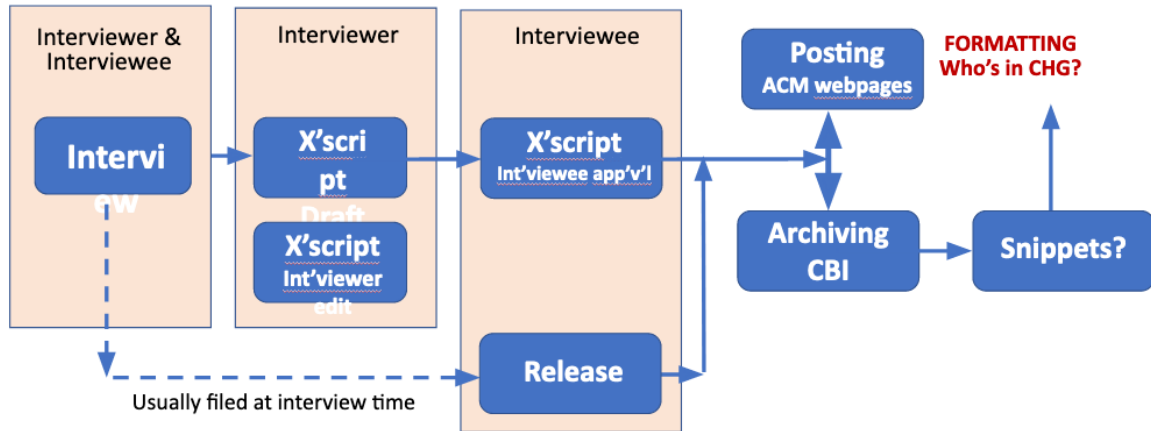 Interviewer &
Interviewee
Intervi
ew
Interviewer
X'scri
pt
Draft
X'script
Int'viewer
edit
Interviewee
X'script
Int'viewee app'v'l
Release
Usually filed at interview time
Posting
ACM webpages
Archiving
CBI
FORMATTING
Who's in CHG?
Snippets?